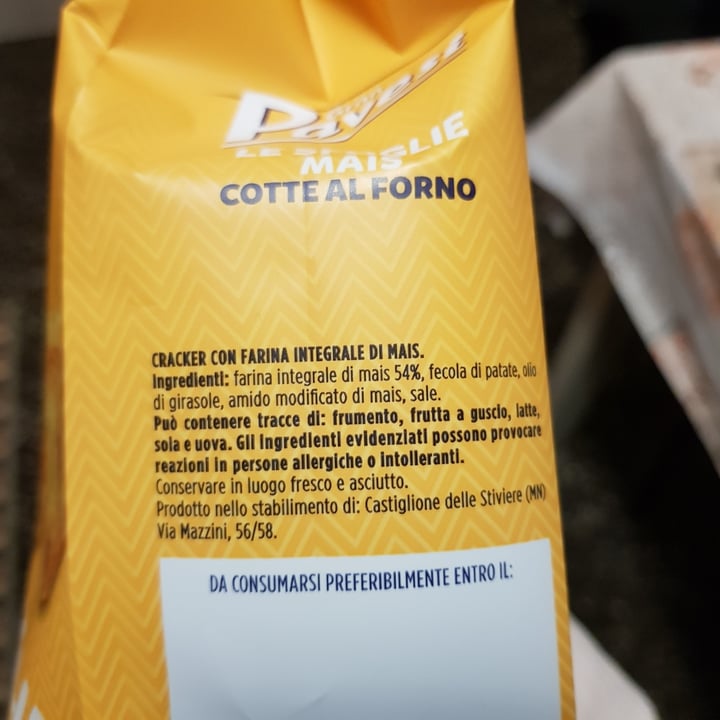 Pavesi
LE SFOGLIE
MAIS
COTTE AL FORNO
CRACKER CON FARINA INTEGRALE DI MAIS.
Ingredienti: farina integrale di mais 54%, fecola di patate, olio
di girasole, amido modificato di mais, sale.
Può contenere tracce di: frumento, frutta a guscio, latte,
soia e uova. Gli ingredienti evidenziati possono provocare
reazioni in persone allergiche o intolleranti.
Conservare in luogo fresco e asciutto.
Prodotto nello stabilimento di: Castiglione delle Stiviere (MN)
Via Mazzini, 56/58.
DA CONSUMARSI PREFERIBILMENTE ENTRO IL: